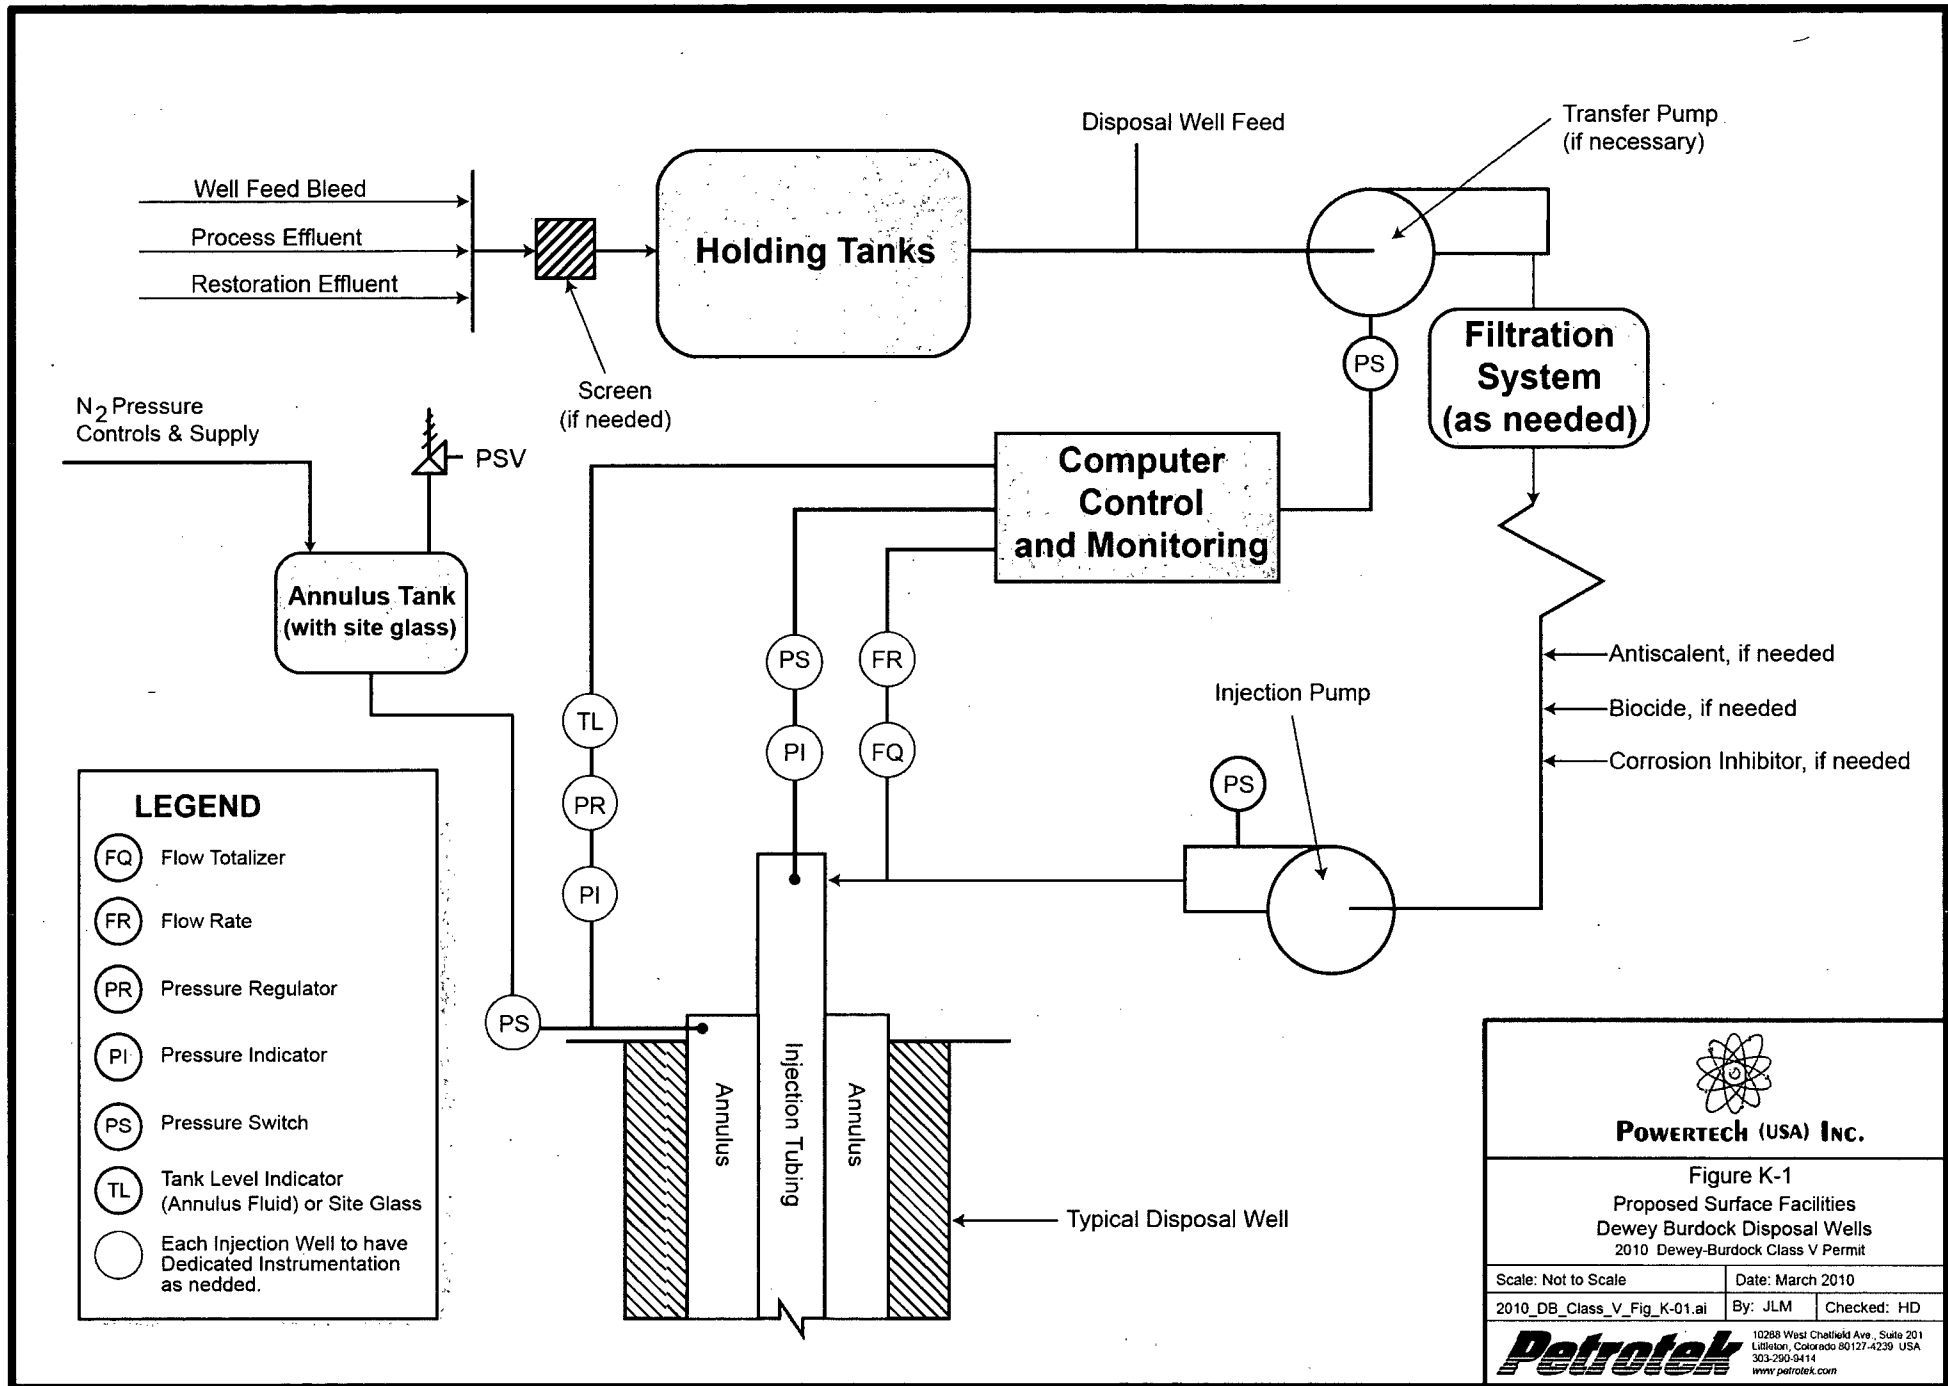 Disposal Well Feed
Transfer Pump
(if necessary)
Well Feed Bleed
Process Effluent
Restoration Effluent
Holding Tanks
Screen
(if needed)
PS
Filtration
System
(as needed)
N2 Pressure
Controls & Supply
PSV
Computer
Control
and Monitoring
Annulus Tank
(with site glass)
PS
FR
TL
PI
FQ
PR
PI
PS
Injection Pump
PS
Antiscalent, if needed
Biocide, if needed
Corrosion Inhibitor, if needed
Annulus
Injection Tubing
Annulus
Typical Disposal Well
LEGEND
FQ Flow Totalizer
FR Flow Rate
PR Pressure Regulator
PI Pressure Indicator
PS Pressure Switch
TL Tank Level Indicator
(Annulus Fluid) or Site Glass
Each Injection Well to have
Dedicated Instrumentation
as nedded.
POWERTECH (USA) INC.
Figure K-1
Proposed Surface Facilities
Dewey Burdock Disposal Wells
2010 Dewey-Burdock Class V Permit
Scale: Not to Scale
Date: March 2010
2010_DB_Class_V_Fig_K-01.ai
By: JLM
Checked: HD
Petrotek
10288 West Chatfield Ave., Suite 201
Littleton, Colorado 80127-4239 USA
303-290-9414
www.petrotek.com